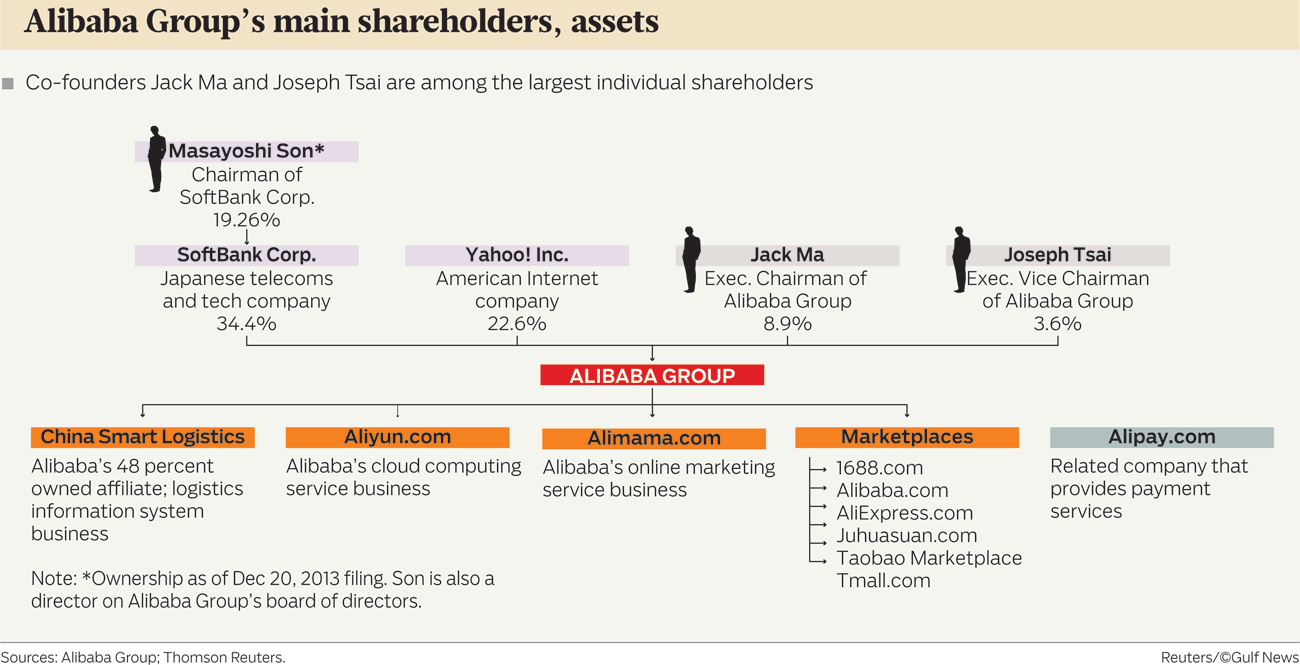 Alibaba Group’s main shareholders, assets
Co-founders Jack Ma and Joseph Tsai are among the largest individual shareholders
Masayoshi Son*
Chairman of
SoftBank Corp.
19.26%
SoftBank Corp.
Japanese telecoms
and tech company
34.4%
Yahoo! Inc.
American Internet
company
22.6%
Jack Ma
Exec. Chairman of
Alibaba Group
8.9%
Joseph Tsai
Exec. Vice Chairman
of Alibaba Group
3.6%
ALIBABA GROUP
China Smart Logistics
Alibaba’s 48 percent
owned affiliate; logistics
information system
business
Aliyun.com
Alibaba’s cloud computing
service business
Alimama.com
Alibaba’s online marketing
service business
Marketplaces
1688.com
Alibaba.com
AliExpress.com
Juhuasuan.com
Taobao Marketplace
Tmall.com
Alipay.com
Related company that
provides payment
services
Note: *Ownership as of Dec 20, 2013 filing. Son is also a
director on Alibaba Group’s board of directors.
Sources: Alibaba Group; Thomson Reuters.
Reuters/©Gulf News